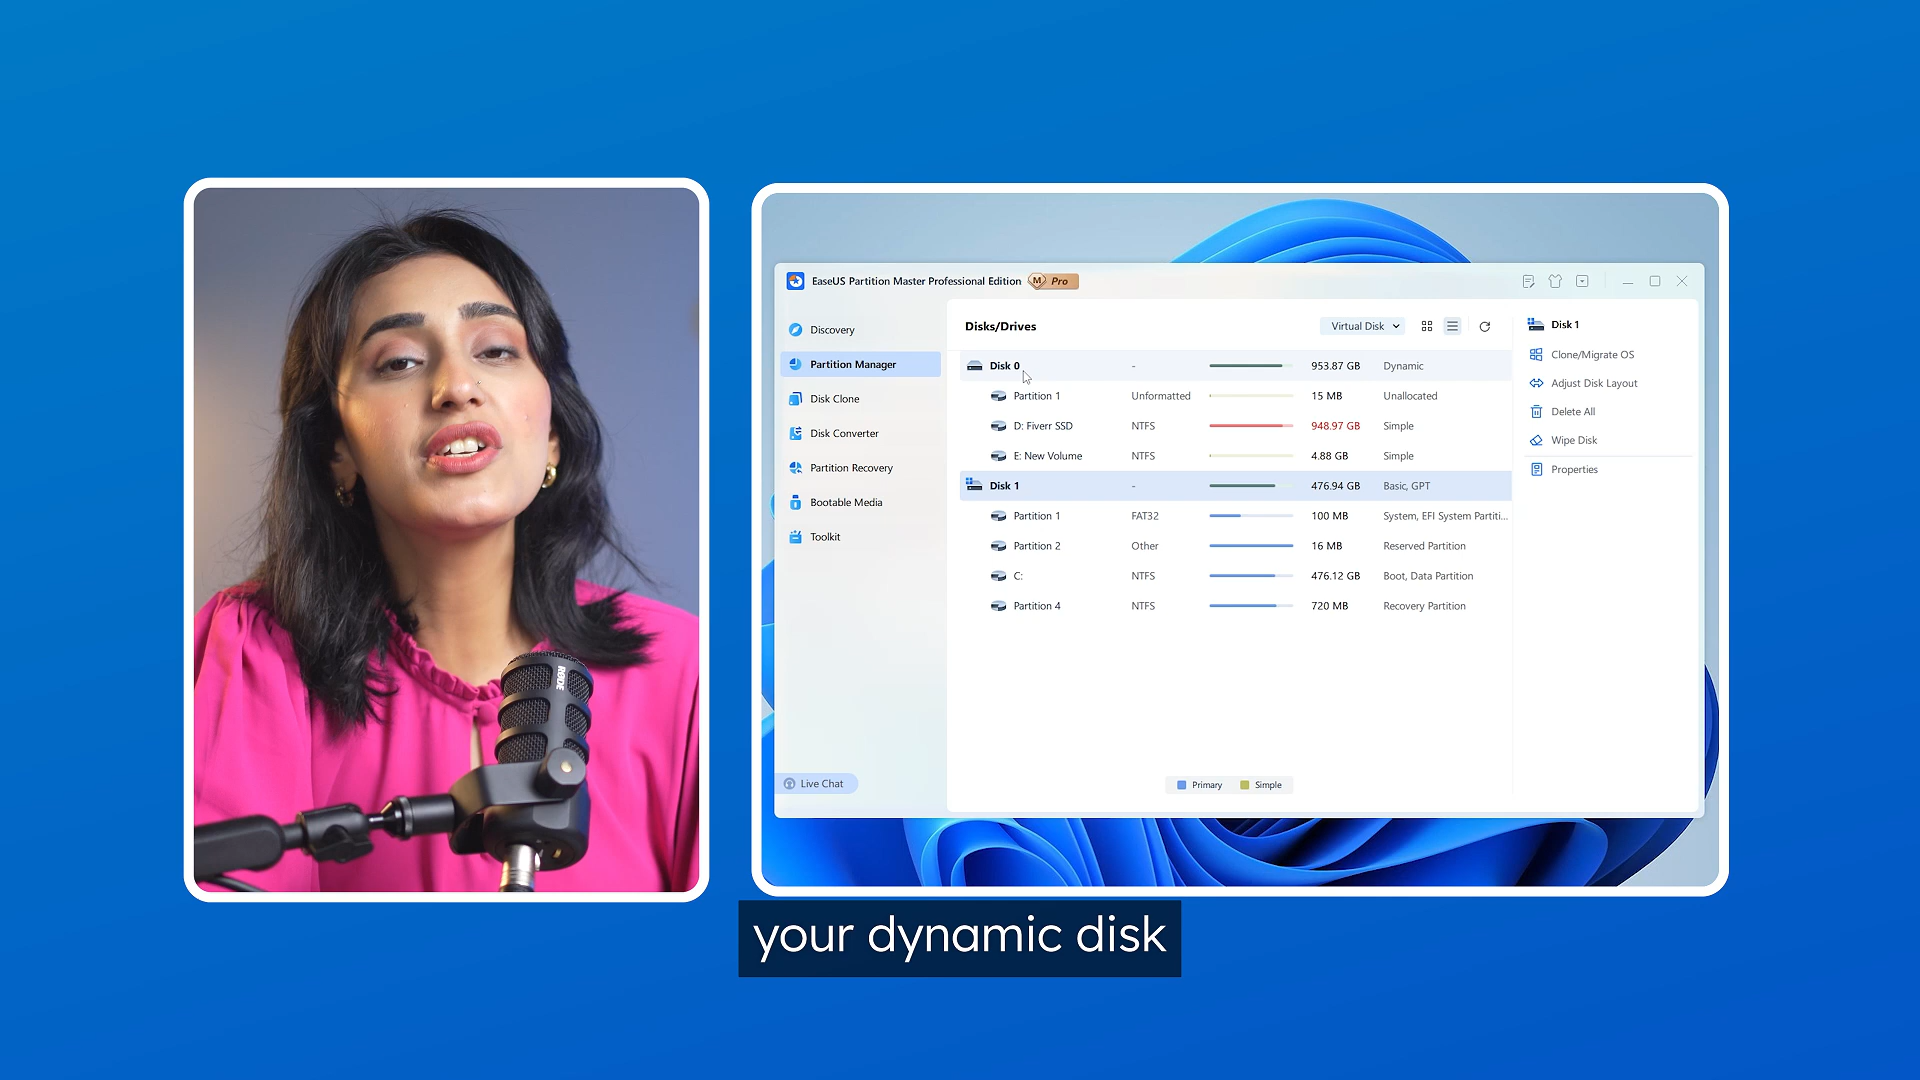 EaseUS Partition Master Professional Edition M Pro
Discovery
Partition Manager
Disk Clone
Disk Converter
Partition Recovery
Bootable Media
Toolkit
Live Chat
Disks/Drives Virtual Disk
Disk 0 - 953.87 GB Dynamic
Partition 1 Unformatted 15 MB Unallocated
D: Fiverr SSD NTFS 948.97 GB Simple
E: New Volume NTFS 4.88 GB Simple
Disk 1 - 476.94 GB Basic, GPT
Partition 1 FAT32 100 MB System, EFI System Partiti...
Partition 2 Other 16 MB Reserved Partition
C: NTFS 476.12 GB Boot, Data Partition
Partition 4 NTFS 720 MB Recovery Partition
Primary Simple
Disk 1
Clone/Migrate OS
Adjust Disk Layout
Delete All
Wipe Disk
Properties
RØDE
your dynamic disk